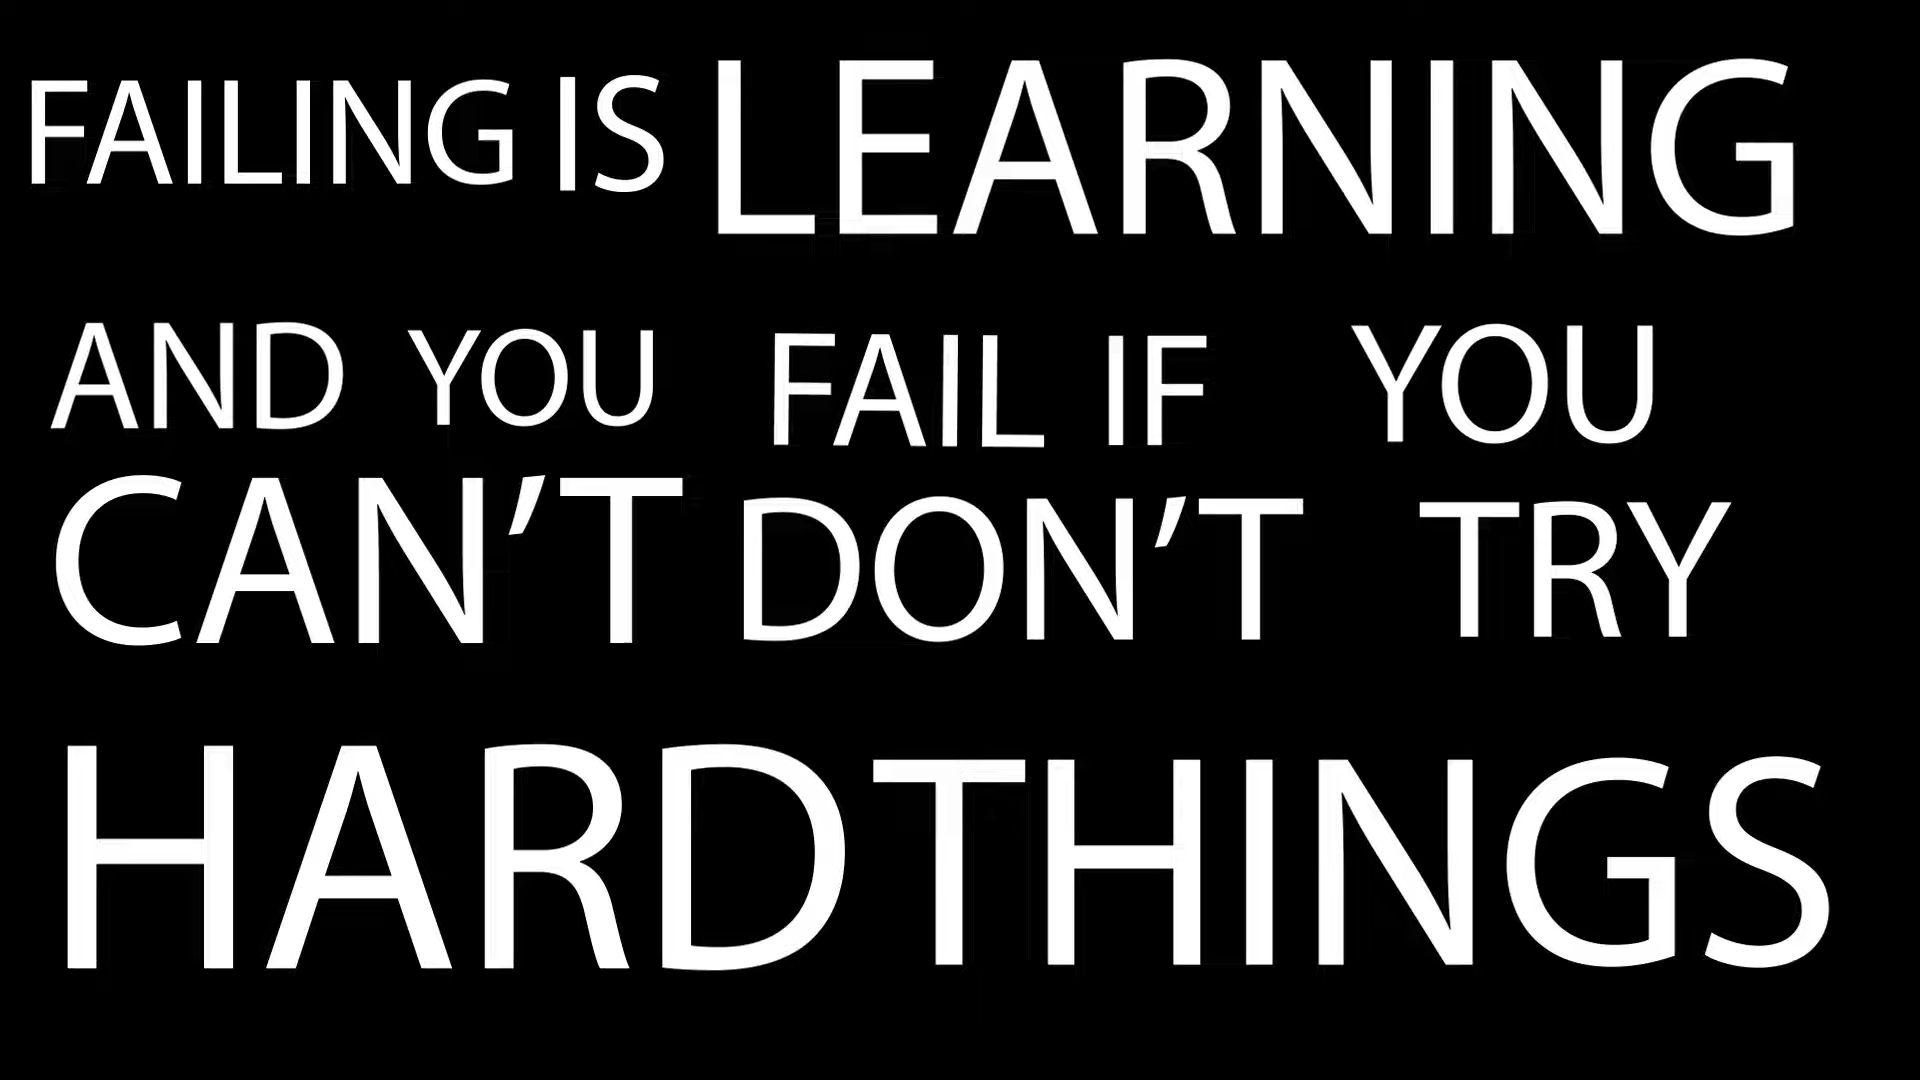 FAILING IS LEARNING
AND YOU FAIL IF YOU
CAN’T DON’T TRY
HARD THINGS